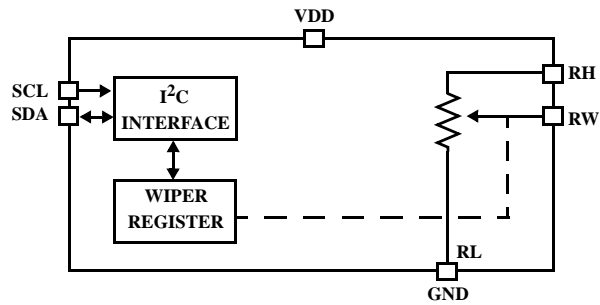 VDD
SCL
SDA
I²C
INTERFACE
RH
RW
WIPER
REGISTER
RL
GND